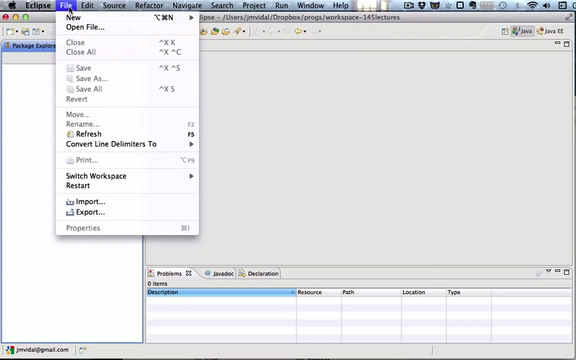 Eclipse File Edit Source Refactor Navigate Search Project Run Window Help
eclipse – /Users/jmvidal/Dropbox/progs/workspace-145lectures
New ⌥⌘N
Open File...
Java Java EE
Package Explorer
Close ^X K
Close All ^X ^C
Save ^X ^S
Save As...
Save All ^X S
Revert
Move...
Rename... F2
Refresh F5
Convert Line Delimiters To
Print... ⌥F9
Switch Workspace
Restart
Import...
Export...
Properties ⌘I
Problems Javadoc Declaration
0 items
Description Resource Path Location Type
jmvidal@gmail.com